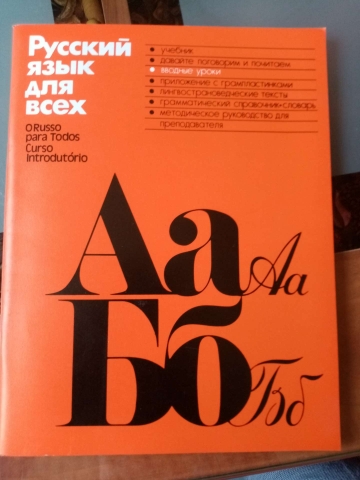 Русский
язык
для
всех
O Russo
para Todos
Curso
introdutório
• учебник
• давайте поговорим и почитаем
• вводные уроки
• приложение с грампластинками
• лингвострановедческие тексты
• грамматический справочник-словарь
• методическое руководство для
преподавателя
Аа Аа
Бб Бб